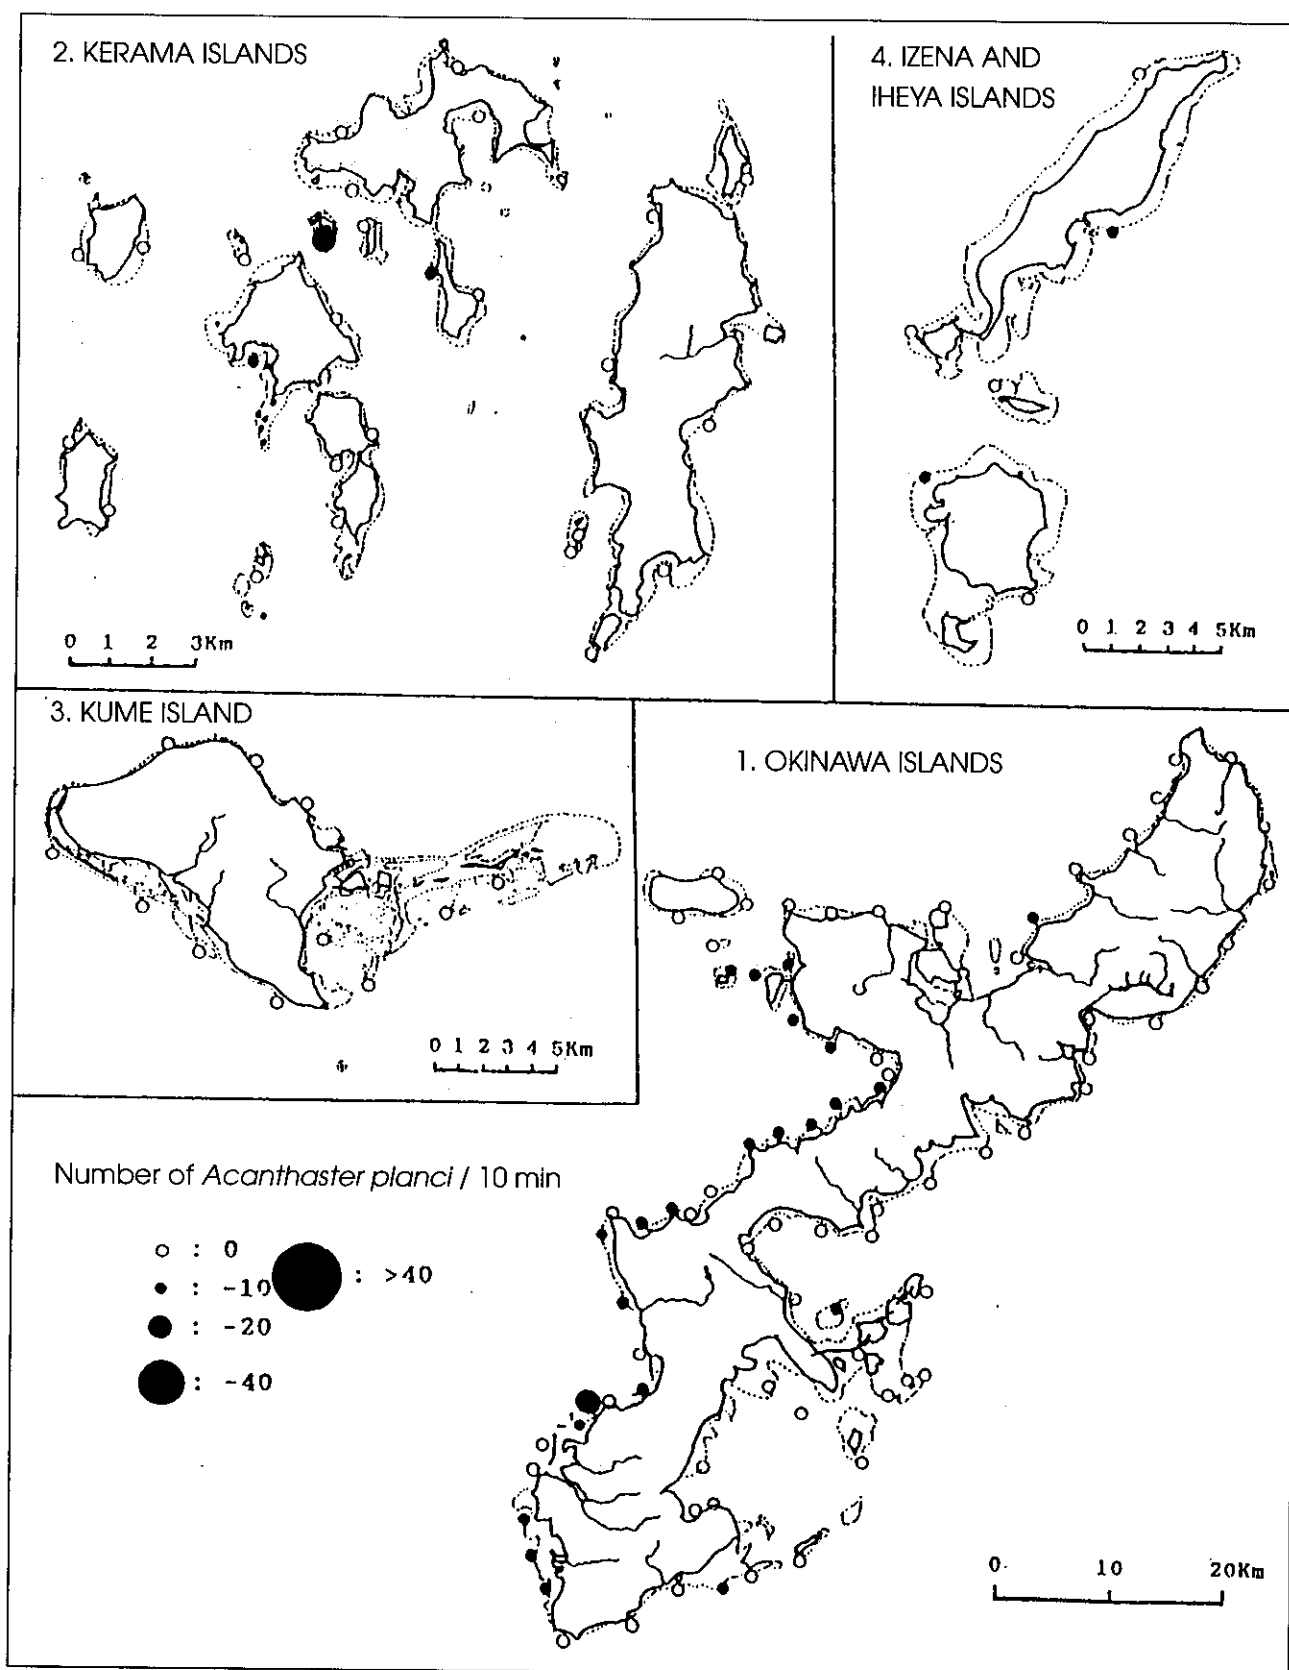 2. KERAMA ISLANDS
0 1 2 3Km
4. IZENA AND
IHEYA ISLANDS
0 1 2 3 4 5Km
3. KUME ISLAND
0 1 2 3 4 5Km
1. OKINAWA ISLANDS
Number of Acanthaster planci / 10 min
: 0
: -10
: -20
: -40
: >40
0 10 20Km